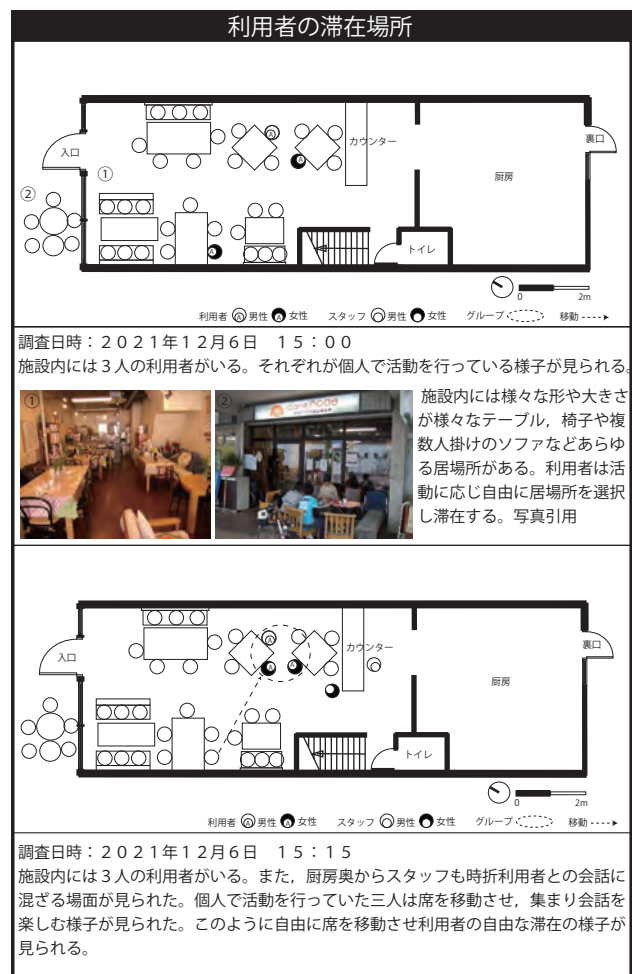 利用者の滞在場所
入口
カウンター
裏口
①
②
厨房
トイレ
0 2m
利用者 Ⓐ男性 Ⓐ女性 スタッフ 男性 女性 グループ 移動
調査日時：２０２１年１２月６日　１５：００
施設内には３人の利用者がいる。それぞれが個人で活動を行っている様子が見られる。
①
②
施設内には様々な形や大きさ
が様々なテーブル，椅子や複
数人掛けのソファなどあらゆ
る居場所がある。利用者は活
動に応じ自由に居場所を選択
し滞在する。写真引用
入口
カウンター
裏口
厨房
トイレ
0 2m
利用者 Ⓐ男性 Ⓐ女性 スタッフ 男性 女性 グループ 移動
調査日時：２０２１年１２月６日　１５：１５
施設内には３人の利用者がいる。また，厨房奥からスタッフも時折利用者との会話に
混ざる場面が見られた。個人で活動を行っていた三人は席を移動させ，集まり会話を
楽しむ様子が見られた。このように自由に席を移動させ利用者の自由な滞在の様子が
見られる。